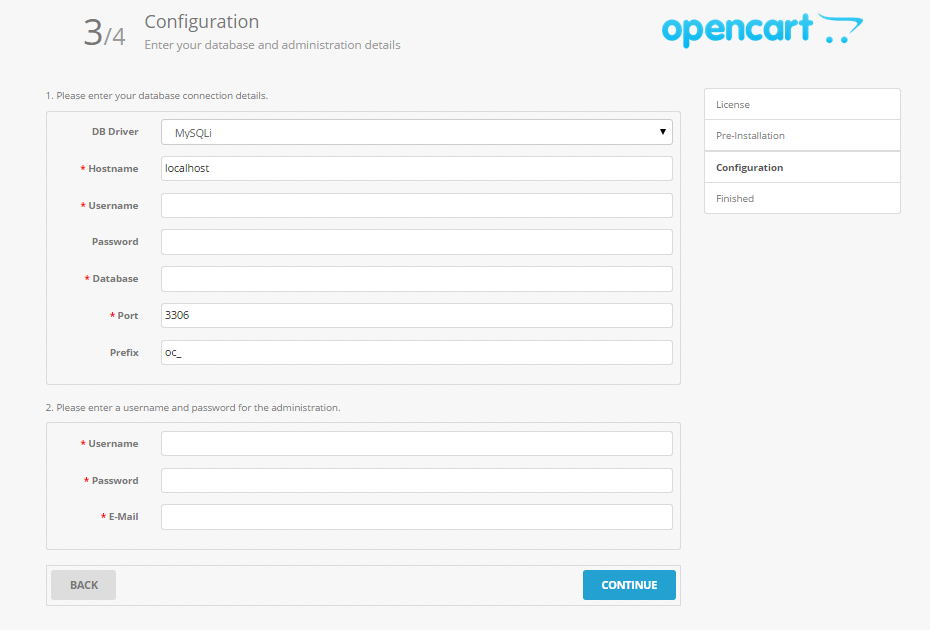 3/4
Configuration
Enter your database and administration details
opencart
1. Please enter your database connection details.
DB Driver MySQLi
* Hostname localhost
* Username
Password
* Database
* Port 3306
Prefix oc_
2. Please enter a username and password for the administration.
* Username
* Password
* E-Mail
BACK CONTINUE
License
Pre-Installation
Configuration
Finished